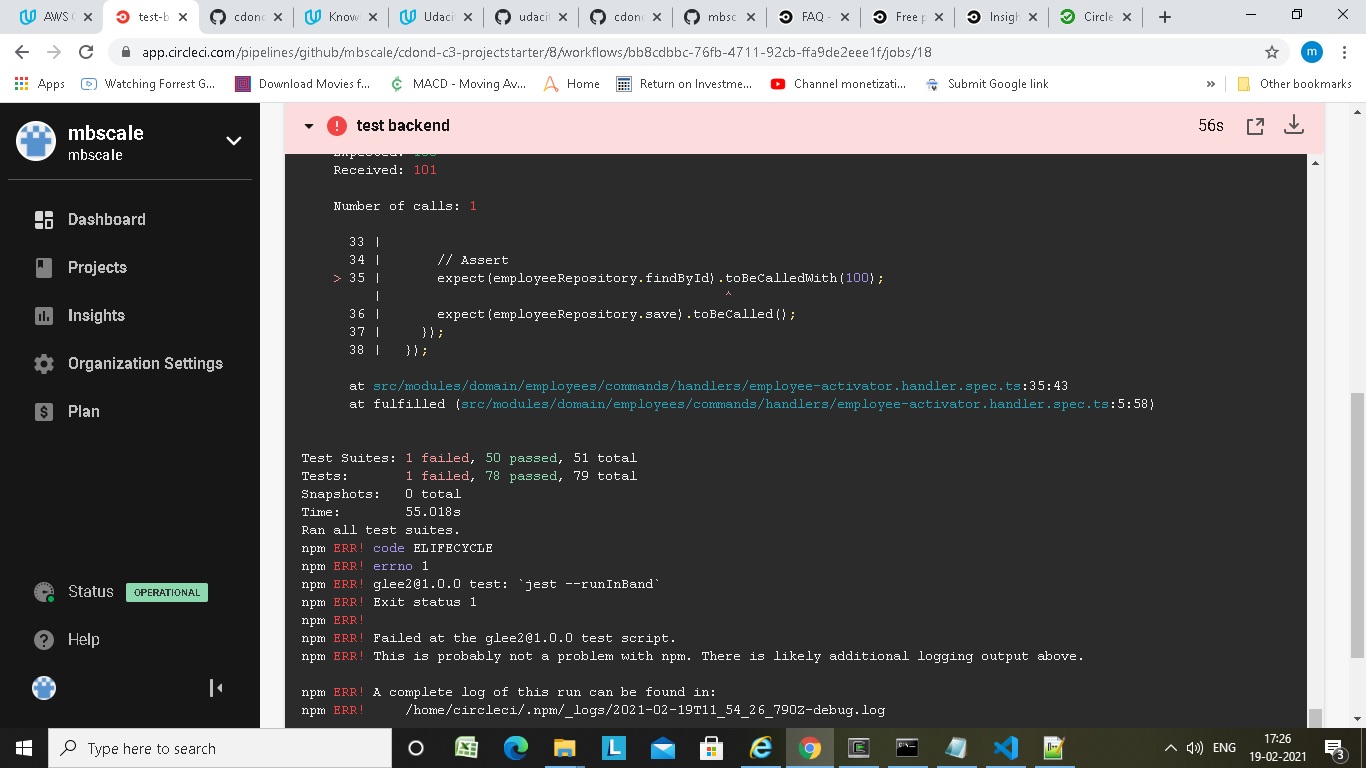 AWS C
test-b
cdond
Know
Udaci
udacit
cdon
mbsc
FAQ -
Free p
Insigh
Circle
app.circleci.com/pipelines/github/mbscale/cdond-c3-projectstarter/8/workflows/bb8cdbbc-76fb-4711-92cb-ffa9de2eee1f/jobs/18
m
Apps
Watching Forrest G...
Download Movies f...
MACD - Moving Av...
Home
Return on Investme...
Channel monetizati...
Submit Google link
»
Other bookmarks
mbscale
mbscale
Dashboard
Projects
Insights
Organization Settings
Plan
Status OPERATIONAL
Help
test backend
56s
Expected: 100
Received: 101
Number of calls: 1
33 |
34 | // Assert
> 35 | expect(employeeRepository.findById).toBeCalledWith(100);
| ^
36 | expect(employeeRepository.save).toBeCalled();
37 | });
38 | });
at src/modules/domain/employees/commands/handlers/employee-activator.handler.spec.ts:35:43
at fulfilled (src/modules/domain/employees/commands/handlers/employee-activator.handler.spec.ts:5:58)
Test Suites: 1 failed, 50 passed, 51 total
Tests: 1 failed, 78 passed, 79 total
Snapshots: 0 total
Time: 55.018s
Ran all test suites.
npm ERR! code ELIFECYCLE
npm ERR! errno 1
npm ERR! glee2@1.0.0 test: `jest --runInBand`
npm ERR! Exit status 1
npm ERR!
npm ERR! Failed at the glee2@1.0.0 test script.
npm ERR! This is probably not a problem with npm. There is likely additional logging output above.
npm ERR! A complete log of this run can be found in:
npm ERR! /home/circleci/.npm/_logs/2021-02-19T11_54_26_790Z-debug.log
Type here to search
L
ENG
17:26
19-02-2021
3